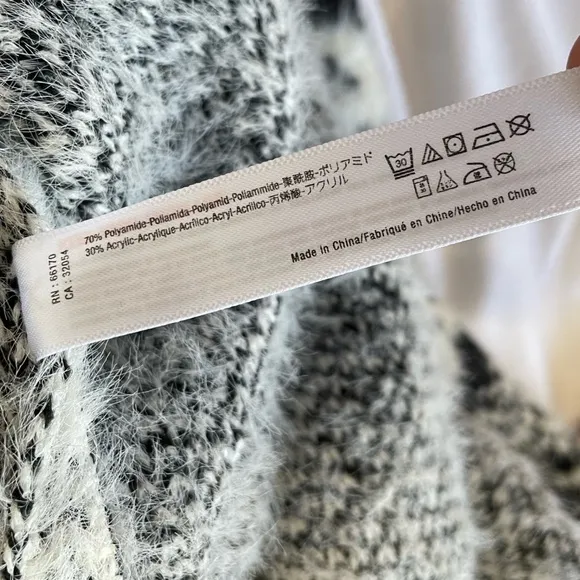 70% Polyamide-Poliamida-Polyamid-Poliammide-聚酰胺-ポリアミド
30% Acrylic-Acrylique-Acrílico-Acryl-Acrilico-丙烯酸-アクリル
RN : 66170
CA : 32054
30
30
Made in China/Fabriqué en Chine/Hecho en China